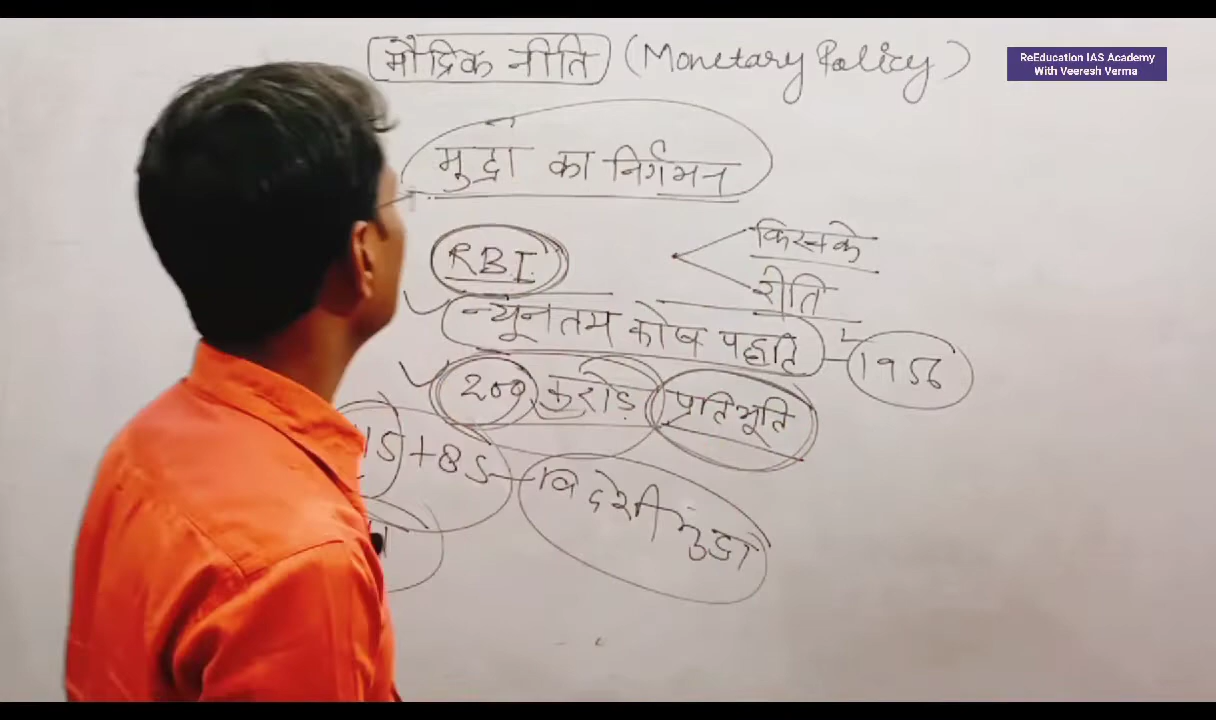 मौद्रिक नीति (Monetary Policy)
ReEducation IAS Academy
With Veeresh Verma
मुद्रा का निर्गमन
RBI
किसके
रीति
न्यूनतम कोष पद्धति - 1956
200 करोड़ प्रतिभूति
15 + 85 विदेशी मुद्रा